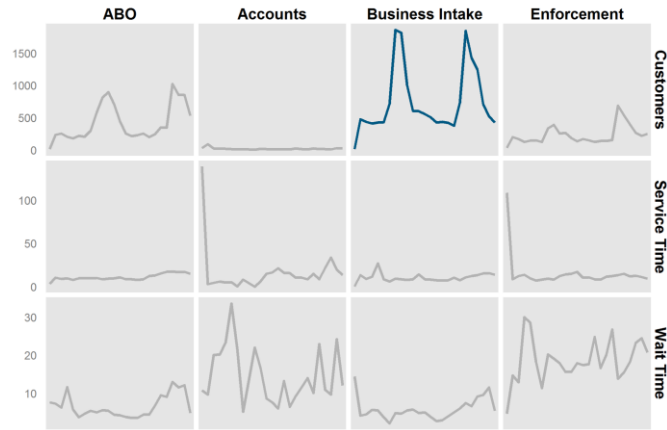 ABO Accounts Business Intake Enforcement
1500
1000
500
0
Customers
100
50
0
Service Time
30
20
10
Wait Time